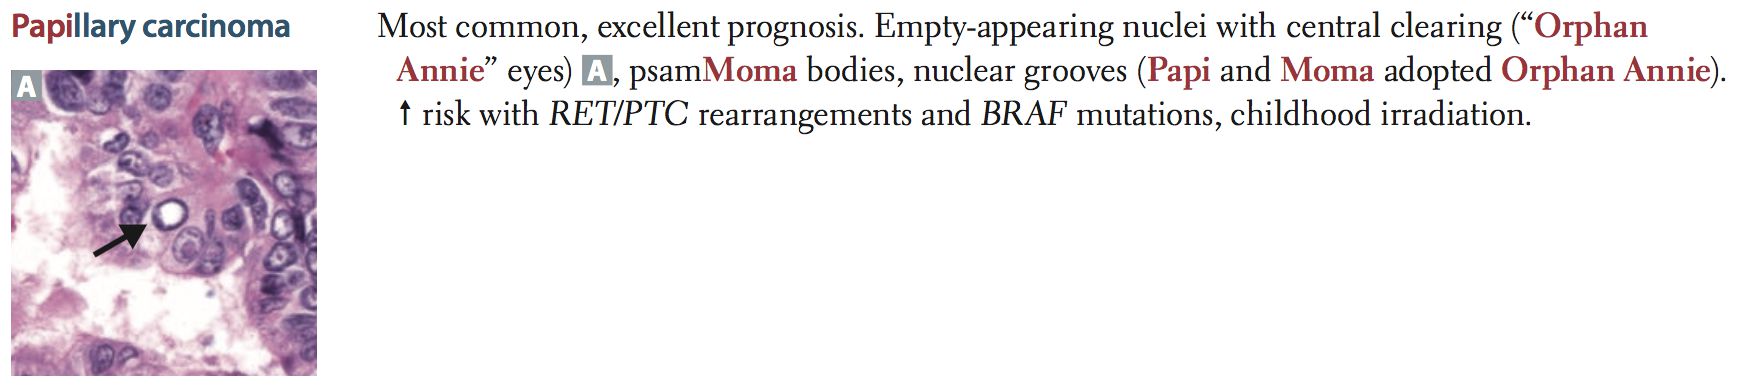 Papillary carcinoma
A
Most common, excellent prognosis. Empty-appearing nuclei with central clearing (“Orphan
Annie” eyes) A, psamMoma bodies, nuclear grooves (Papi and Moma adopted Orphan Annie).
↑ risk with RET/PTC rearrangements and BRAF mutations, childhood irradiation.